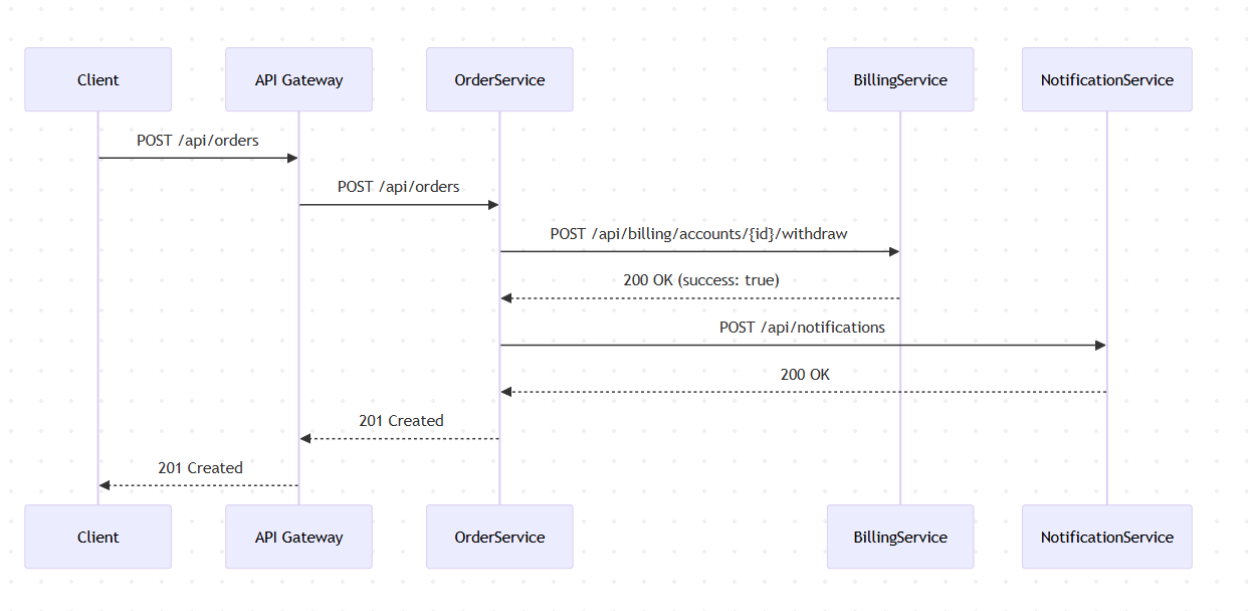 Client
API Gateway
OrderService
BillingService
NotificationService
POST /api/orders
POST /api/orders
POST /api/billing/accounts/{id}/withdraw
200 OK (success: true)
POST /api/notifications
200 OK
201 Created
201 Created
Client
API Gateway
OrderService
BillingService
NotificationService